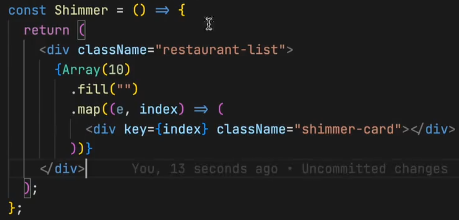 const Shimmer = () => {
  return (
    <div className="restaurant-list">
      {Array(10)
        .fill("")
        .map((e, index) => (
          <div key={index} className="shimmer-card"></div>
        ))}
    </div>      You, 13 seconds ago • Uncommitted changes
  );
};